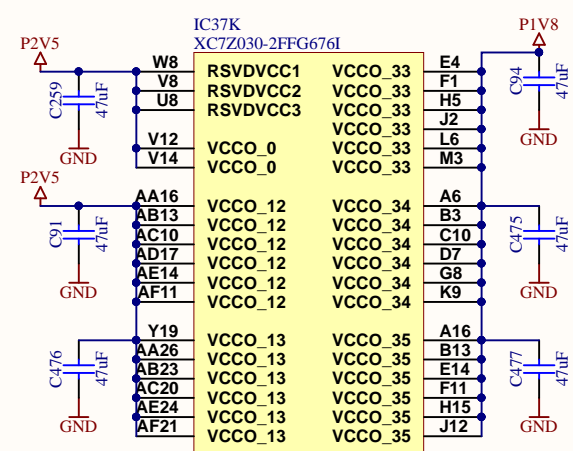 IC37K
XC7Z030-2FFG676I
P2V5
P1V8
W8 RSVDVCC1 VCCO_33 E4
V8 RSVDVCC2 VCCO_33 F1
U8 RSVDVCC3 VCCO_33 H5
VCCO_33 J2
V12 VCCO_0 VCCO_33 L6
V14 VCCO_0 VCCO_33 M3
C259 47uF
GND
C94 47uF
GND
P2V5
AA16 VCCO_12 VCCO_34 A6
AB13 VCCO_12 VCCO_34 B3
AC10 VCCO_12 VCCO_34 C10
AD17 VCCO_12 VCCO_34 D7
AE14 VCCO_12 VCCO_34 G8
AF11 VCCO_12 VCCO_34 K9
C91 47uF
GND
C475 47uF
GND
Y19 VCCO_13 VCCO_35 A16
AA26 VCCO_13 VCCO_35 B13
AB23 VCCO_13 VCCO_35 E14
AC20 VCCO_13 VCCO_35 F11
AE24 VCCO_13 VCCO_35 H15
AF21 VCCO_13 VCCO_35 J12
C476 47uF
GND
C477 47uF
GND